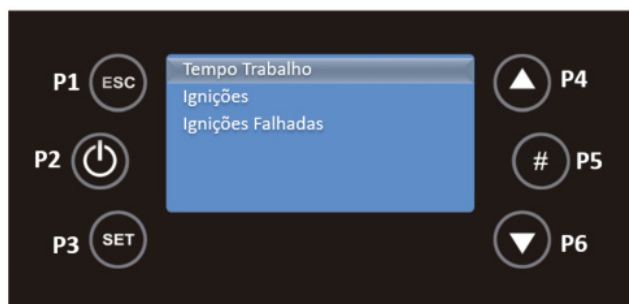 P1 ESC
Tempo Trabalho
Ignições
Ignições Falhadas
P4
P2
# P5
P3 SET
P6